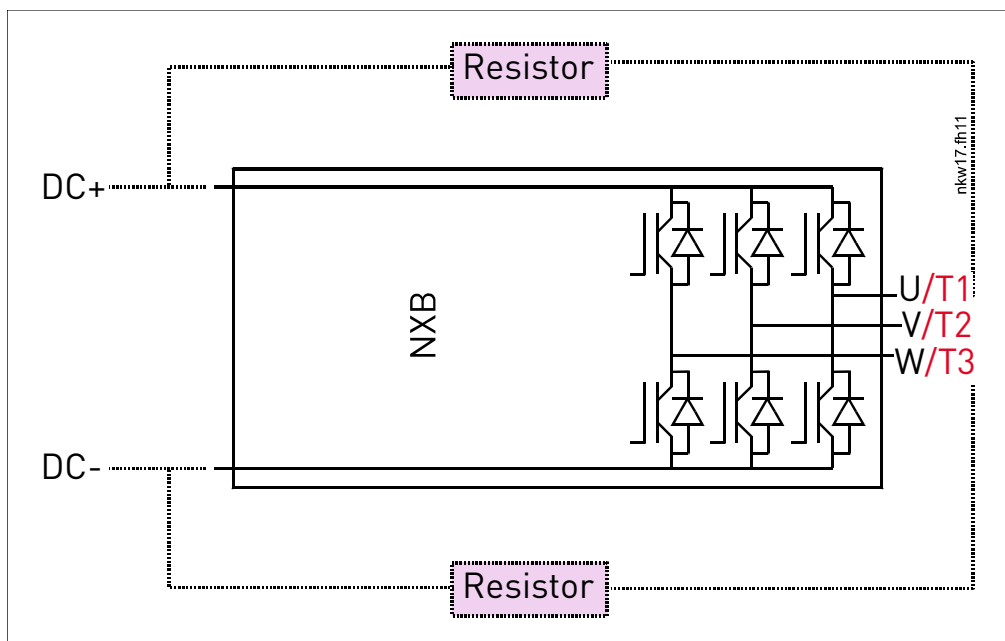 Resistor
nkw17.fh11
DC+
U/T1
NXB
V/T2
W/T3
DC-
Resistor